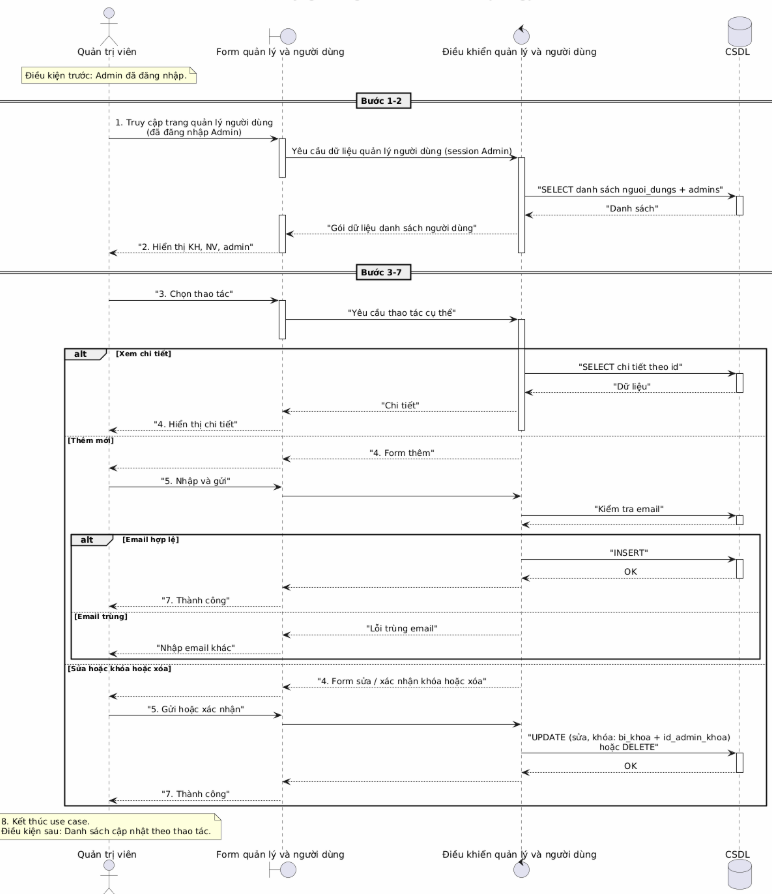 Quản trị viên
Form quản lý và người dùng
Điều khiển quản lý và người dùng
CSDL
Điều kiện trước: Admin đã đăng nhập.
Bước 1-2
1. Truy cập trang quản lý người dùng
(đã đăng nhập Admin)
Yêu cầu dữ liệu quản lý người dùng (session Admin)
"SELECT danh sách nguoi_dungs + admins"
"Danh sách"
"Gói dữ liệu danh sách người dùng"
"2. Hiển thị KH, NV, admin"
Bước 3-7
"3. Chọn thao tác"
"Yêu cầu thao tác cụ thể"
alt
[Xem chi tiết]
"SELECT chi tiết theo id"
"Dữ liệu"
"Chi tiết"
"4. Hiển thị chi tiết"
[Thêm mới]
"4. Form thêm"
"5. Nhập và gửi"
"Kiểm tra email"
alt
[Email hợp lệ]
"INSERT"
OK
"7. Thành công"
[Email trùng]
"Lỗi trùng email"
"Nhập email khác"
[Sửa hoặc khóa hoặc xóa]
"4. Form sửa / xác nhận khóa hoặc xóa"
"5. Gửi hoặc xác nhận"
"UPDATE (sửa, khóa: bi_khoa + id_admin_khoa)
hoặc DELETE"
OK
"7. Thành công"
8. Kết thúc use case.
Điều kiện sau: Danh sách cập nhật theo thao tác.
Quản trị viên
Form quản lý và người dùng
Điều khiển quản lý và người dùng
CSDL